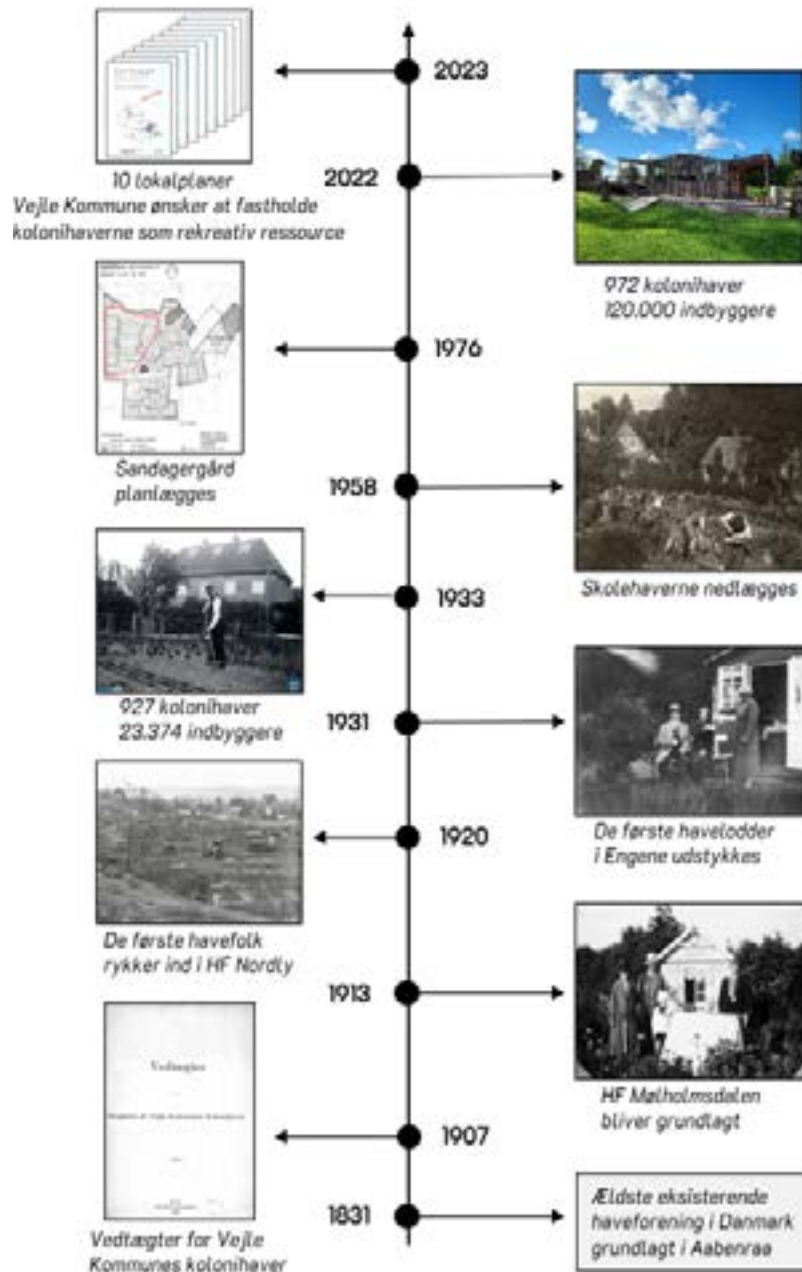 2023
10 lokalplaner
Vejle Kommune ønsker at fastholde
kolonihaverne som rekreativ ressource
2022
972 kolonihaver
120.000 indbyggere
1976
Sandagergård
planlægges
1958
Skolehaverne nedlægges
1933
927 kolonihaver
23.374 indbyggere
1931
De første havelodder
i Engene udstykkes
1920
De første havefolk
rykker ind i HF Nordly
1913
HF Mølholmsdalen
bliver grundlagt
1907
Vedtægter
Vedtægter for Vejle
Kommunes kolonihaver
1831
Ældste eksisterende
haveforening i Danmark
grundlagt i Aabenraa